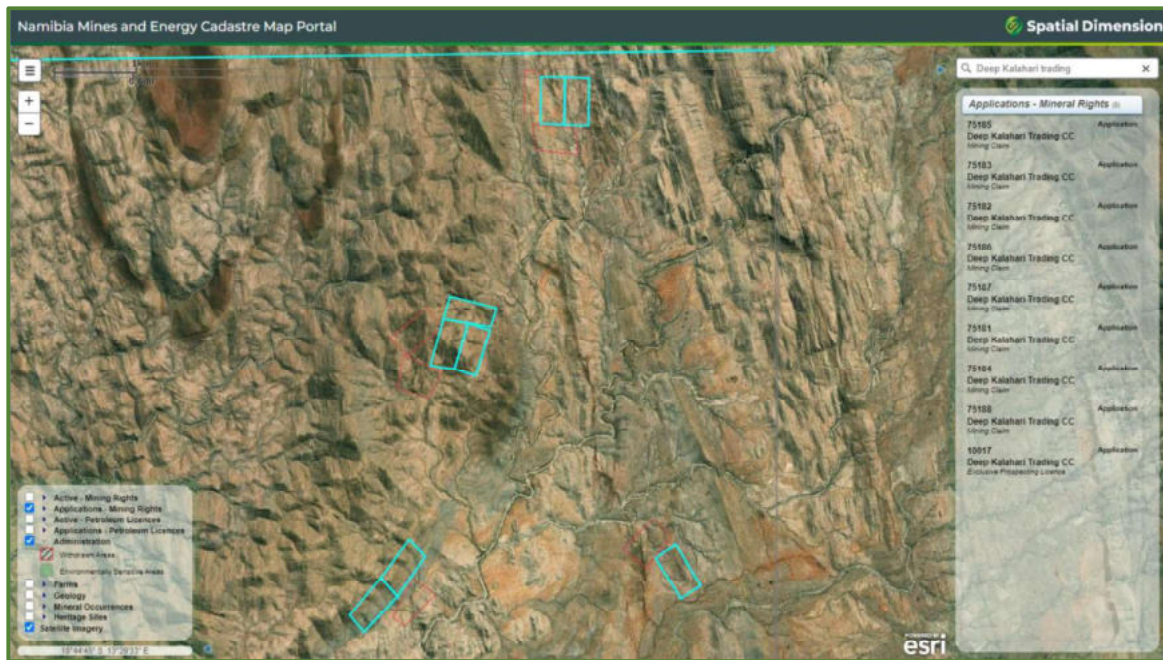 Namibia Mines and Energy Cadastre Map Portal
Spatial Dimension
Deep Kalahari trading
Applications - Mineral Rights (9)
75185 Application
Deep Kalahari Trading CC
Mining Claim
75183 Application
Deep Kalahari Trading CC
Mining Claim
75182 Application
Deep Kalahari Trading CC
Mining Claim
75186 Application
Deep Kalahari Trading CC
Mining Claim
75187 Application
Deep Kalahari Trading CC
Mining Claim
75181 Application
Deep Kalahari Trading CC
Mining Claim
75184 Application
Deep Kalahari Trading CC
Mining Claim
75188 Application
Deep Kalahari Trading CC
Mining Claim
10017 Application
Deep Kalahari Trading CC
Exclusive Prospecting Licence
Active - Mining Rights
Applications - Mining Rights
Active - Petroleum Licences
Applications - Petroleum Licences
Administration
Withdrawn Areas
Environmentally Sensitive Areas
Farms
Geology
Mineral Occurrences
Heritage Sites
Satellite Imagery
POWERED BY
esri